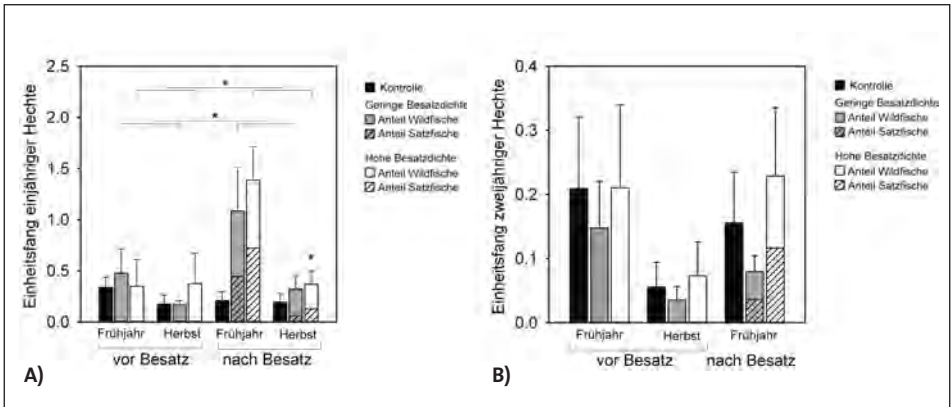 2.5
2.0
1.5
1.0
0.5
0.0
Einheitsfang einjähriger Hechte
*
*
*
Frühjahr Herbst Frühjahr Herbst
vor Besatz nach Besatz
A)
Kontrolle
Geringe Besatzdichte
Anteil Wildfische
Anteil Satzfische
Hohe Besatzdichte
Anteil Wildfische
Anteil Satzfische
0.4
0.3
0.2
0.1
0.0
Einheitsfang zweijähriger Hechte
Frühjahr Herbst Frühjahr
vor Besatz nach Besatz
B)
Kontrolle
Geringe Besatzdichte
Anteil Wildfische
Anteil Satzfische
Hohe Besatzdichte
Anteil Wildfische
Anteil Satzfische